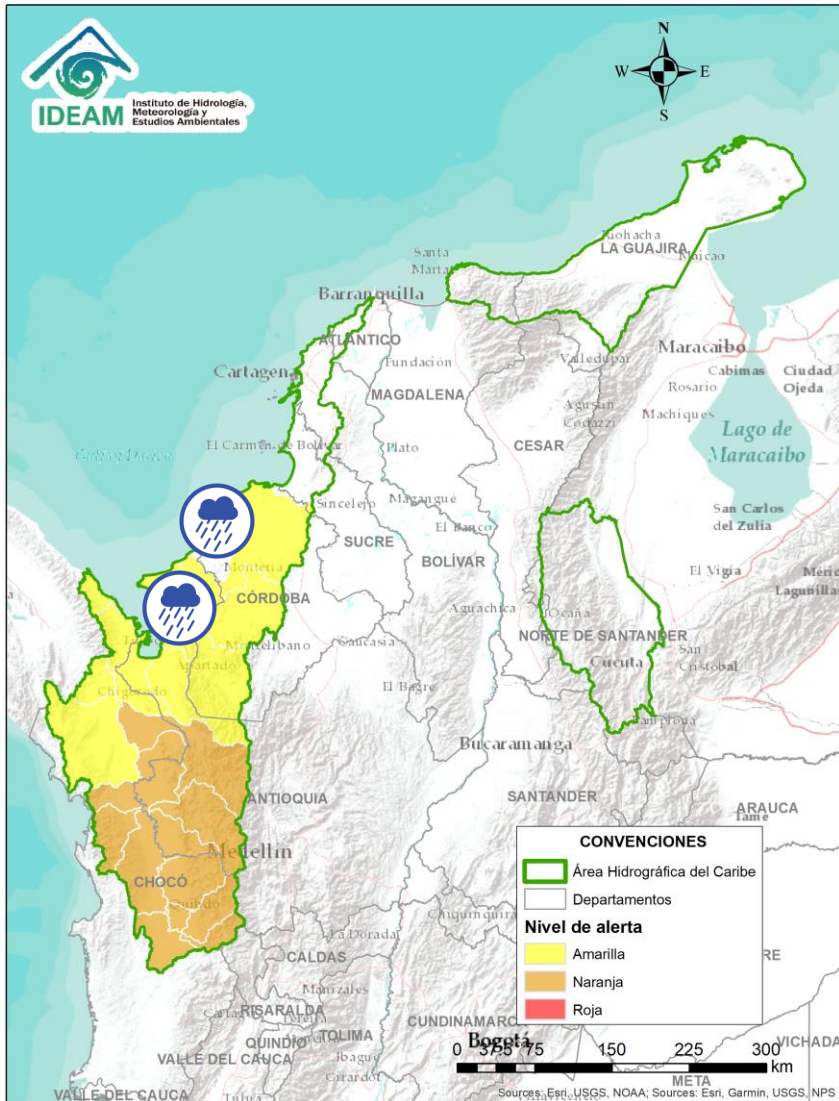 IDEAM
Instituto de Hidrología,
Meteorología y
Estudios Ambientales
N
W
E
S
Riohacha
LA GUAJIRA
Maicao
Santa
Marta
Barranquilla
ATLÁNTICO
Cartagena
Fundación
Valledupar
Maracaibo
Cabimas
Ciudad
Ojeda
Rosario
MAGDALENA
Agustín
Codazzi
Machiques
Lago de
Maracaibo
El Carmen de Bolívar
Plato
CESAR
Sincelejo
Magangué
San Carlos
del Zulia
El Banco
SUCRE
BOLÍVAR
El Vigía
Montería
CÓRDOBA
Aguachica
Ocaña
NORTE DE SANTANDER
Montelíbano
Caucasia
Apartadó
Cúcuta
San
Cristóbal
Chigorodó
El Bagre
Pamplona
Bucaramanga
ANTIOQUIA
SANTANDER
ARAUCA
Tame
Medellín
CHOCÓ
Quibdó
Chiquinquirá
La Dorada
CALDAS
Manizales
RISARALDA
Pereira
QUINDÍO
TOLIMA
Ibagué
VALLE DEL CAUCA
Girardot
CUNDINAMARC
Bogotá
VICHADA
META
VALLE DEL CAUCA
Tuluá
CONVENCIONES
Área Hidrográfica del Caribe
Departamentos
Nivel de alerta
Amarilla
Naranja
Roja
0 37,5 75 150 225 300
km
Sources: Esri, USGS, NOAA; Sources: Esri, Garmin, USGS, NPS